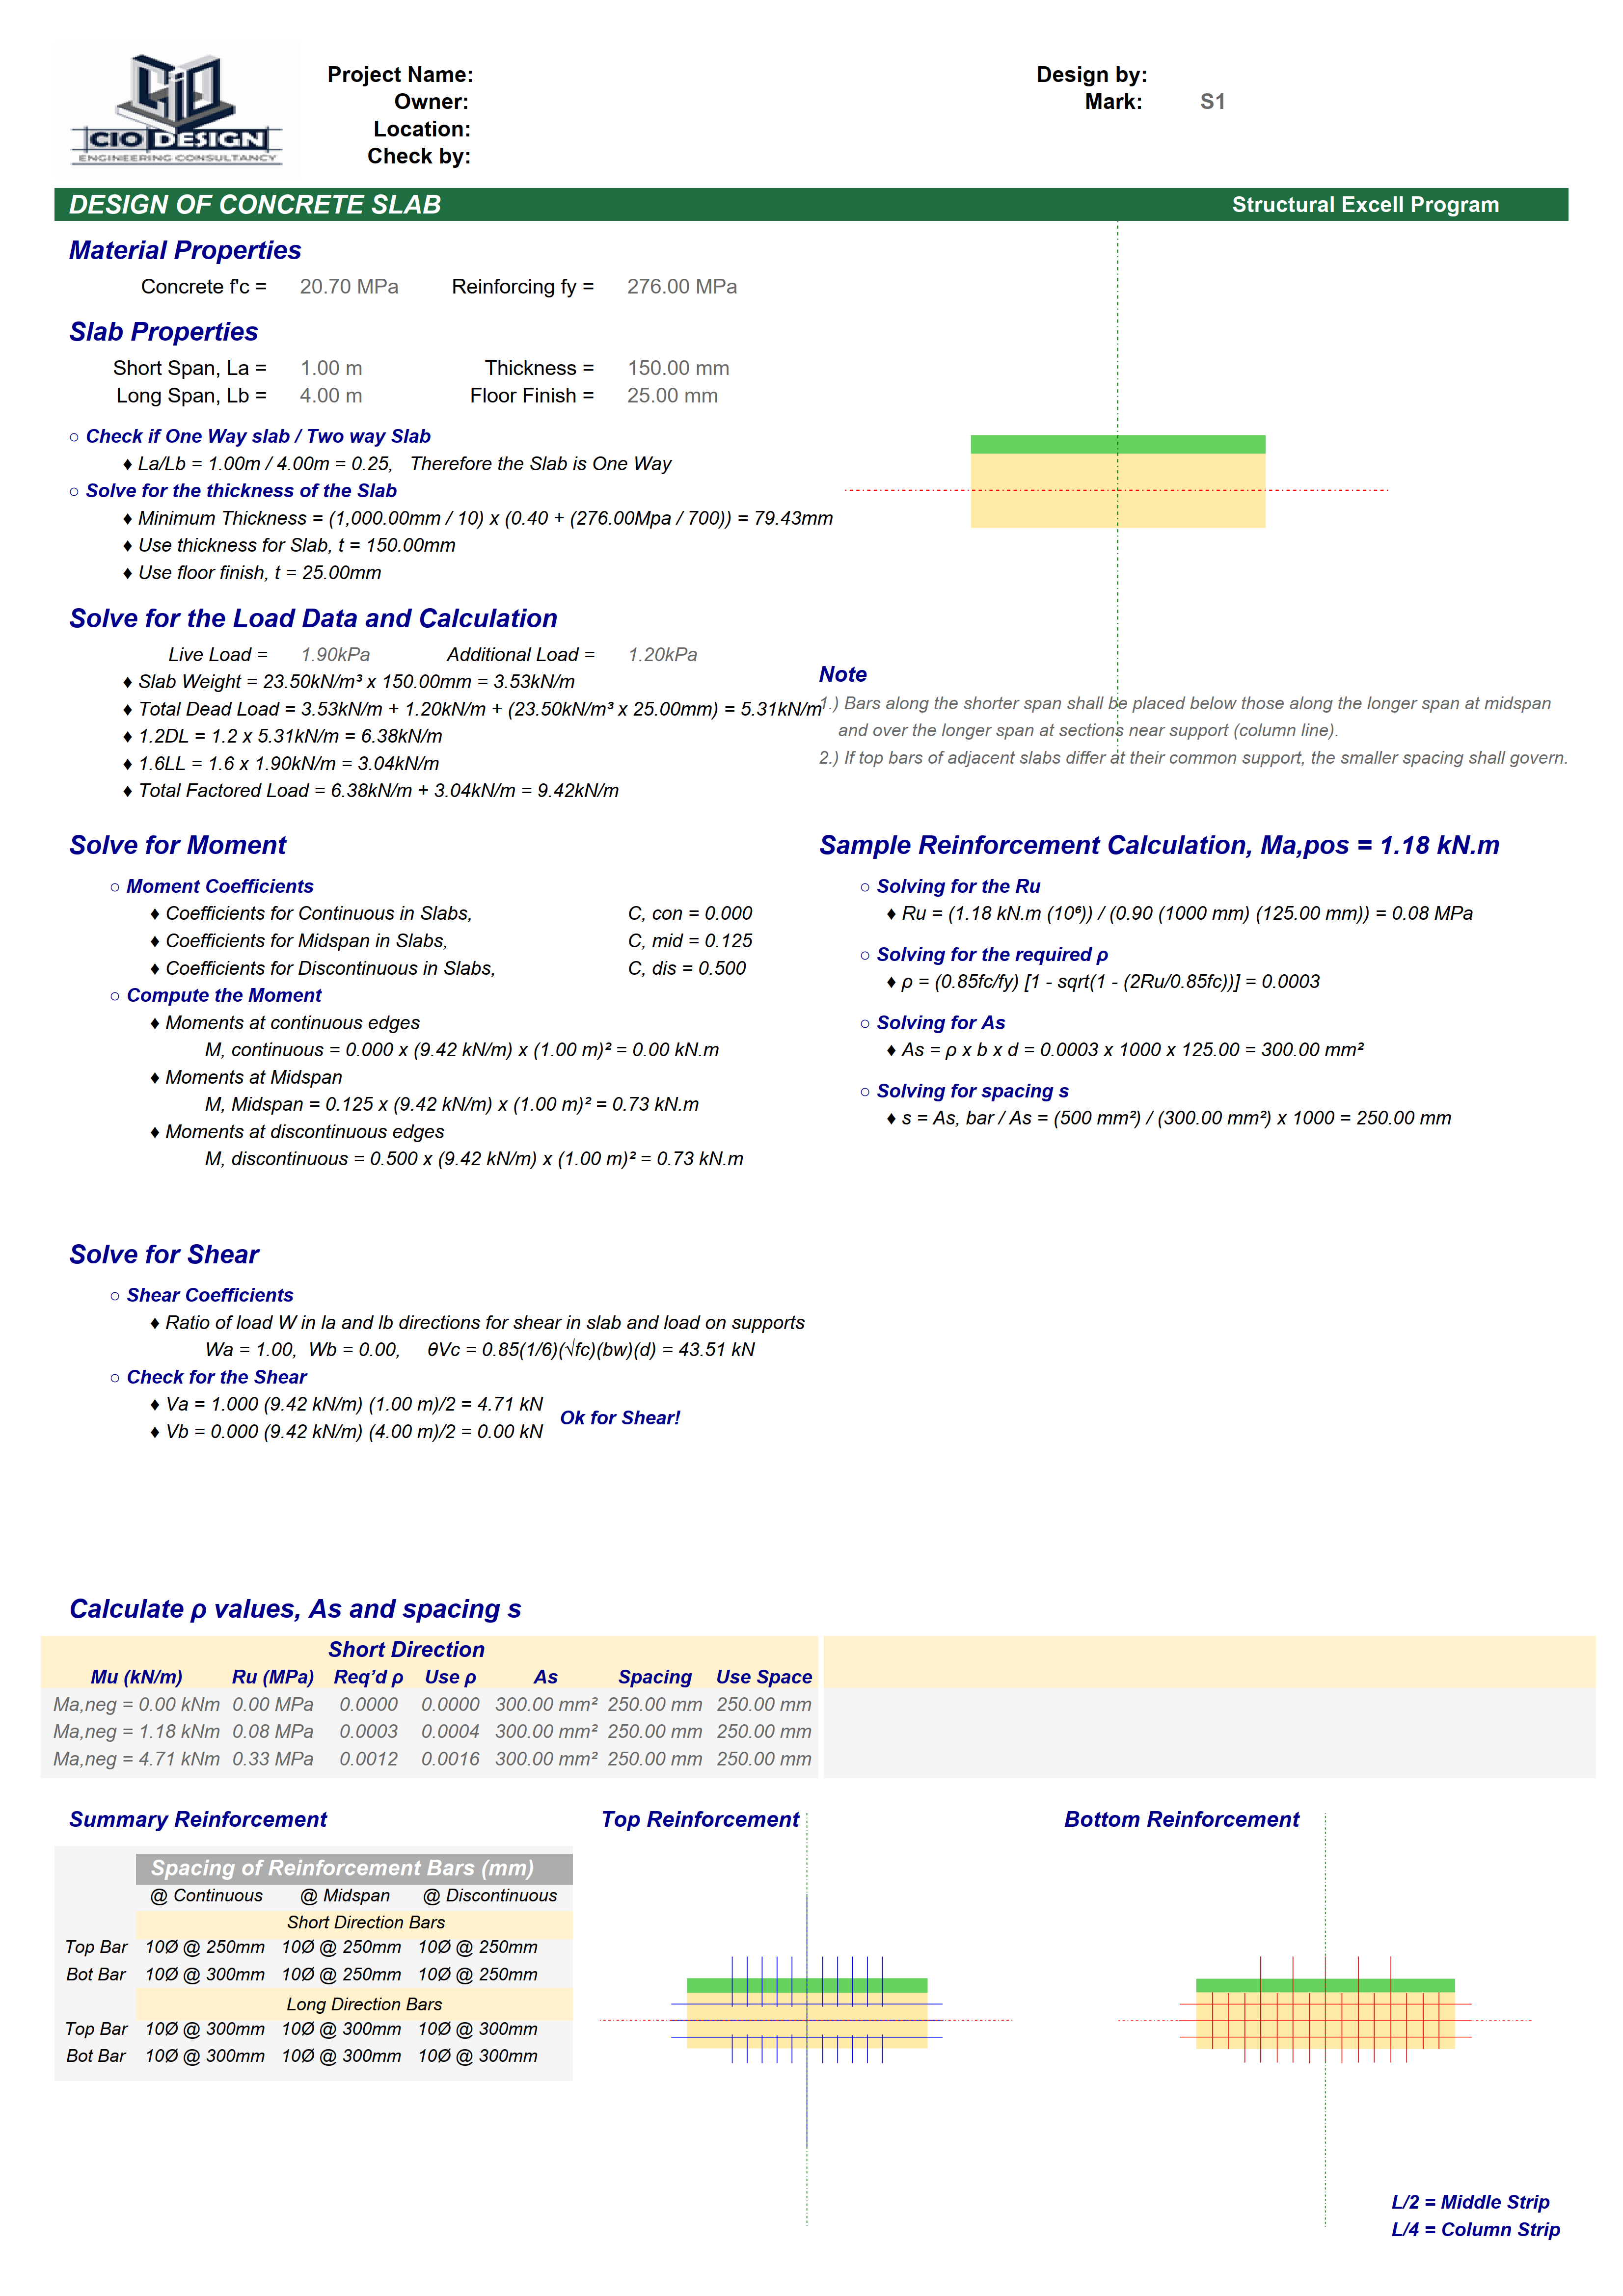 CIO DESIGN
ENGINEERING CONSULTANCY
Project Name:
Owner:
Location:
Check by:
Design by:
Mark: S1
DESIGN OF CONCRETE SLAB Structural Excell Program
Material Properties
Concrete f'c = 20.70 MPa Reinforcing fy = 276.00 MPa
Slab Properties
Short Span, La = 1.00 m Thickness = 150.00 mm
Long Span, Lb = 4.00 m Floor Finish = 25.00 mm
○ Check if One Way slab / Two way Slab
♦ La/Lb = 1.00m / 4.00m = 0.25, Therefore the Slab is One Way
○ Solve for the thickness of the Slab
♦ Minimum Thickness = (1,000.00mm / 10) x (0.40 + (276.00Mpa / 700)) = 79.43mm
♦ Use thickness for Slab, t = 150.00mm
♦ Use floor finish, t = 25.00mm
Solve for the Load Data and Calculation
Live Load = 1.90kPa Additional Load = 1.20kPa
♦ Slab Weight = 23.50kN/m³ x 150.00mm = 3.53kN/m
♦ Total Dead Load = 3.53kN/m + 1.20kN/m + (23.50kN/m³ x 25.00mm) = 5.31kN/m
♦ 1.2DL = 1.2 x 5.31kN/m = 6.38kN/m
♦ 1.6LL = 1.6 x 1.90kN/m = 3.04kN/m
♦ Total Factored Load = 6.38kN/m + 3.04kN/m = 9.42kN/m
Note
1.) Bars along the shorter span shall be placed below those along the longer span at midspan
and over the longer span at sections near support (column line).
2.) If top bars of adjacent slabs differ at their common support, the smaller spacing shall govern.
Solve for Moment
○ Moment Coefficients
♦ Coefficients for Continuous in Slabs, C, con = 0.000
♦ Coefficients for Midspan in Slabs, C, mid = 0.125
♦ Coefficients for Discontinuous in Slabs, C, dis = 0.500
○ Compute the Moment
♦ Moments at continuous edges
M, continuous = 0.000 x (9.42 kN/m) x (1.00 m)² = 0.00 kN.m
♦ Moments at Midspan
M, Midspan = 0.125 x (9.42 kN/m) x (1.00 m)² = 0.73 kN.m
♦ Moments at discontinuous edges
M, discontinuous = 0.500 x (9.42 kN/m) x (1.00 m)² = 0.73 kN.m
Sample Reinforcement Calculation, Ma,pos = 1.18 kN.m
○ Solving for the Ru
♦ Ru = (1.18 kN.m (10⁶)) / (0.90 (1000 mm) (125.00 mm)) = 0.08 MPa
○ Solving for the required ρ
♦ ρ = (0.85fc/fy) [1 - sqrt(1 - (2Ru/0.85fc))] = 0.0003
○ Solving for As
♦ As = ρ x b x d = 0.0003 x 1000 x 125.00 = 300.00 mm²
○ Solving for spacing s
♦ s = As, bar / As = (500 mm²) / (300.00 mm²) x 1000 = 250.00 mm
Solve for Shear
○ Shear Coefficients
♦ Ratio of load W in la and lb directions for shear in slab and load on supports
Wa = 1.00, Wb = 0.00, θVc = 0.85(1/6)(√fc)(bw)(d) = 43.51 kN
○ Check for the Shear
♦ Va = 1.000 (9.42 kN/m) (1.00 m)/2 = 4.71 kN
Ok for Shear!
♦ Vb = 0.000 (9.42 kN/m) (4.00 m)/2 = 0.00 kN
Calculate ρ values, As and spacing s
Short Direction
Mu (kN/m) Ru (MPa) Req’d ρ Use ρ As Spacing Use Space
Ma,neg = 0.00 kNm 0.00 MPa 0.0000 0.0000 300.00 mm² 250.00 mm 250.00 mm
Ma,neg = 1.18 kNm 0.08 MPa 0.0003 0.0004 300.00 mm² 250.00 mm 250.00 mm
Ma,neg = 4.71 kNm 0.33 MPa 0.0012 0.0016 300.00 mm² 250.00 mm 250.00 mm
Summary Reinforcement
Spacing of Reinforcement Bars (mm)
@ Continuous @ Midspan @ Discontinuous
Short Direction Bars
Top Bar 10Ø @ 250mm 10Ø @ 250mm 10Ø @ 250mm
Bot Bar 10Ø @ 300mm 10Ø @ 250mm 10Ø @ 250mm
Long Direction Bars
Top Bar 10Ø @ 300mm 10Ø @ 300mm 10Ø @ 300mm
Bot Bar 10Ø @ 300mm 10Ø @ 300mm 10Ø @ 300mm
Top Reinforcement
Bottom Reinforcement
L/2 = Middle Strip
L/4 = Column Strip